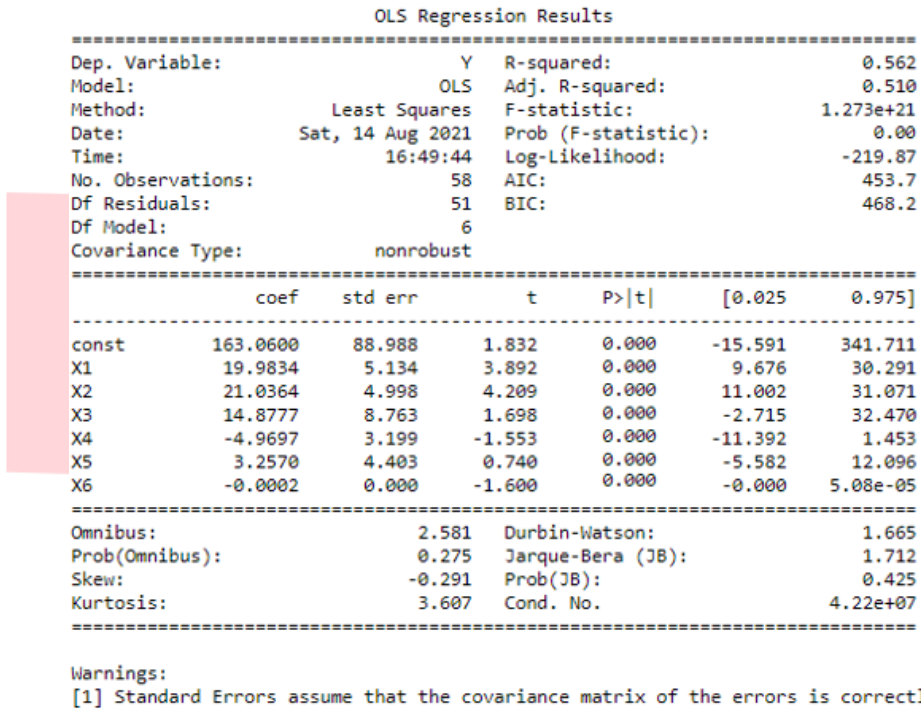 OLS Regression Results
==============================================================================
Dep. Variable: Y R-squared: 0.562
Model: OLS Adj. R-squared: 0.510
Method: Least Squares F-statistic: 1.273e+21
Date: Sat, 14 Aug 2021 Prob (F-statistic): 0.00
Time: 16:49:44 Log-Likelihood: -219.87
No. Observations: 58 AIC: 453.7
Df Residuals: 51 BIC: 468.2
Df Model: 6
Covariance Type: nonrobust
==============================================================================
coef std err t P>|t| [0.025 0.975]
------------------------------------------------------------------------------
const 163.0600 88.988 1.832 0.000 -15.591 341.711
X1 19.9834 5.134 3.892 0.000 9.676 30.291
X2 21.0364 4.998 4.209 0.000 11.002 31.071
X3 14.8777 8.763 1.698 0.000 -2.715 32.470
X4 -4.9697 3.199 -1.553 0.000 -11.392 1.453
X5 3.2570 4.403 0.740 0.000 -5.582 12.096
X6 -0.0002 0.000 -1.600 0.000 -0.000 5.08e-05
==============================================================================
Omnibus: 2.581 Durbin-Watson: 1.665
Prob(Omnibus): 0.275 Jarque-Bera (JB): 1.712
Skew: -0.291 Prob(JB): 0.425
Kurtosis: 3.607 Cond. No. 4.22e+07
==============================================================================
Warnings:
[1] Standard Errors assume that the covariance matrix of the errors is correctl